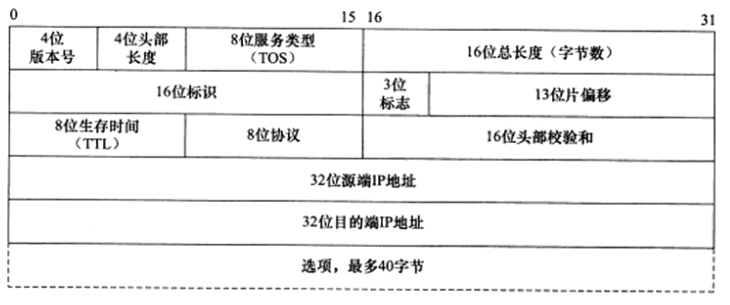 0 15 16 31
4位 4位头部 8位服务类型 16位总长度（字节数）
版本号 长度 （TOS）
16位标识 3位 13位片偏移
标志
8位生存时间 8位协议 16位头部校验和
（TTL）
32位源端IP地址
32位目的端IP地址
选项，最多40字节